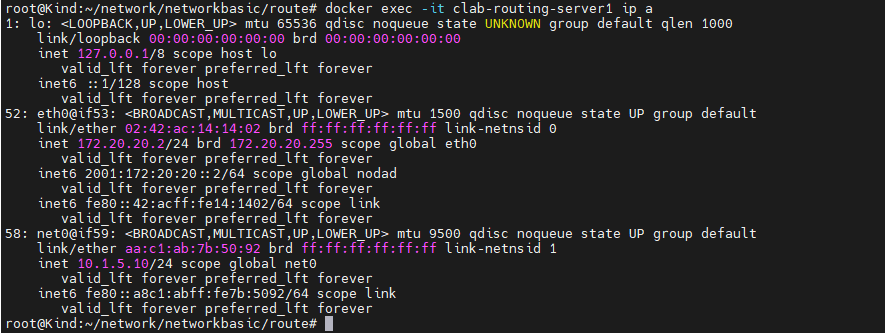 root@Kind:~/network/networkbasic/route# docker exec -it clab-routing-server1 ip a
1: lo: <LOOPBACK,UP,LOWER_UP> mtu 65536 qdisc noqueue state UNKNOWN group default qlen 1000
    link/loopback 00:00:00:00:00:00 brd 00:00:00:00:00:00
    inet 127.0.0.1/8 scope host lo
       valid_lft forever preferred_lft forever
    inet6 ::1/128 scope host
       valid_lft forever preferred_lft forever
52: eth0@if53: <BROADCAST,MULTICAST,UP,LOWER_UP> mtu 1500 qdisc noqueue state UP group default
    link/ether 02:42:ac:14:14:02 brd ff:ff:ff:ff:ff:ff link-netnsid 0
    inet 172.20.20.2/24 brd 172.20.20.255 scope global eth0
       valid_lft forever preferred_lft forever
    inet6 2001:172:20:20::2/64 scope global nodad
       valid_lft forever preferred_lft forever
    inet6 fe80::42:acff:fe14:1402/64 scope link
       valid_lft forever preferred_lft forever
58: net0@if59: <BROADCAST,MULTICAST,UP,LOWER_UP> mtu 9500 qdisc noqueue state UP group default
    link/ether aa:c1:ab:7b:50:92 brd ff:ff:ff:ff:ff:ff link-netnsid 1
    inet 10.1.5.10/24 scope global net0
       valid_lft forever preferred_lft forever
    inet6 fe80::a8c1:abff:fe7b:5092/64 scope link
       valid_lft forever preferred_lft forever
root@Kind:~/network/networkbasic/route#